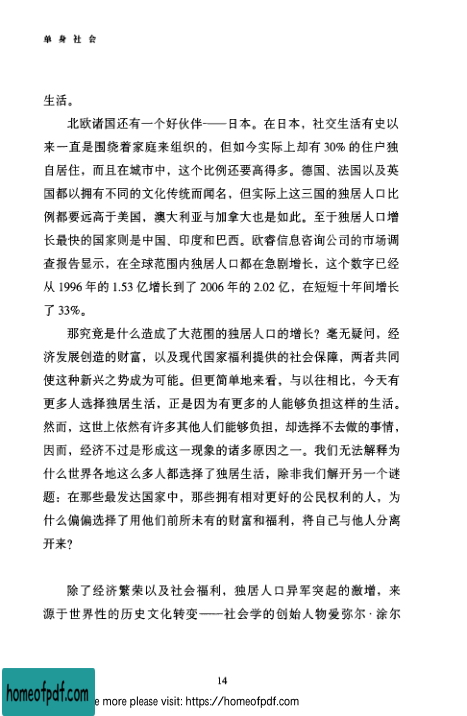 单身社会
生活。
北欧诸国还有一个好伙伴——日本。在日本，社交生活有史以
来一直是围绕着家庭来组织的，但如今实际上却有 30% 的住户独
自居住，而且在城市中，这个比例还要高得多。德国、法国以及英
国都以拥有不同的文化传统而闻名，但实际上这三国的独居人口比
例都要远高于美国，澳大利亚与加拿大也是如此。至于独居人口增
长最快的国家则是中国、印度和巴西。欧睿信息咨询公司的市场调
查报告显示，在全球范围内独居人口都在急剧增长，这个数字已经
从 1996 年的 1.53 亿增长到了 2006 年的 2.02 亿，在短短十年间增长
了 33%。
那究竟是什么造成了大范围的独居人口的增长？毫无疑问，经
济发展创造的财富，以及现代国家福利提供的社会保障，两者共同
使这种新兴之势成为可能。但更简单地来看，与以往相比，今天有
更多人选择独居生活，正是因为有更多的人能够负担这样的生活。
然而，这世上依然有许多其他人们能够负担，却选择不去做的事情，
因而，经济不过是形成这一现象的诸多原因之一。我们无法解释为
什么世界各地这么多人都选择了独居生活，除非我们解开另一个谜
题：在那些最发达国家中，那些拥有相对更好的公民权利的人，为
什么偏偏选择了用他们前所未有的财富和福利，将自己与他人分离
开来？
除了经济繁荣以及社会福利，独居人口异军突起的激增，来
源于世界性的历史文化转变——社会学的创始人物爱弥尔·涂尔
14
homeofpdf.com
e more please visit: https://homeofpdf.com